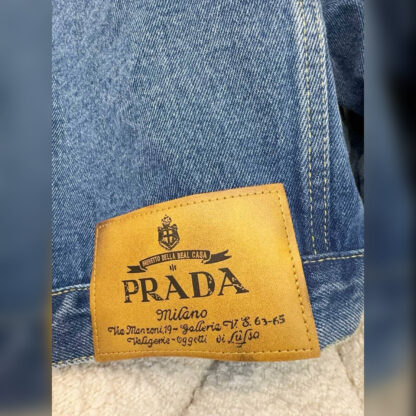 BREVETTO DELLA REAL CASA
PRADA
Milano
Via Manzoni, 19 - Galleria V. E. 63-65
Valigerie - Oggetti di lusso